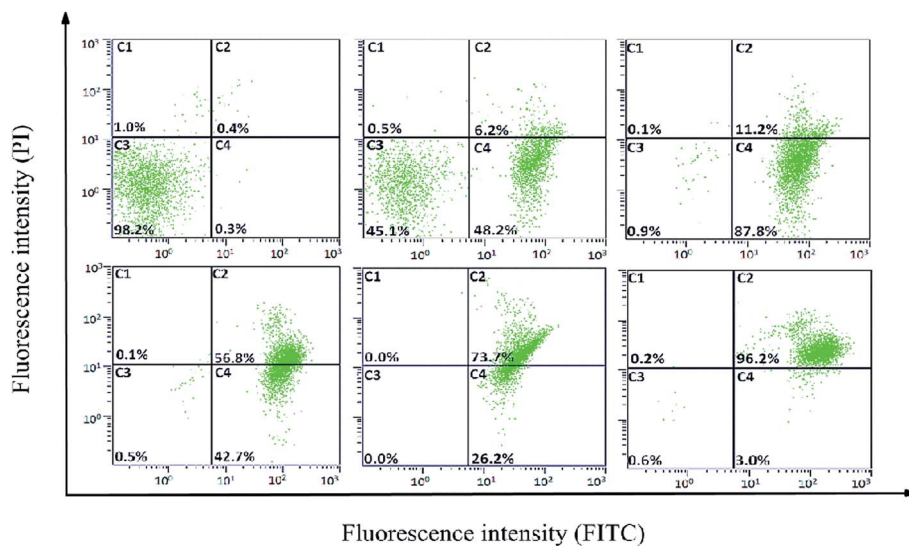 Fluorescence intensity (PI)
10³
10²
10¹
10⁰
C1 C2
1.0% 0.4%
C3 C4
98.2% 0.3%
10⁰ 10¹ 10² 10³
C1 C2
0.5% 6.2%
C3 C4
45.1% 48.2%
10⁰ 10¹ 10² 10³
10³
10²
10¹
10⁰
C1 C2
0.1% 11.2%
C3 C4
0.9% 87.8%
10⁰ 10¹ 10² 10³
10³
10²
10¹
10⁰
C1 C2
0.1% 56.8%
C3 C4
0.5% 42.7%
10⁰ 10¹ 10² 10³
C1 C2
0.0% 73.7%
C3 C4
0.0% 26.2%
10⁰ 10¹ 10² 10³
C1 C2
0.2% 96.2%
C3 C4
0.6% 3.0%
10⁰ 10¹ 10² 10³
Fluorescence intensity (FITC)